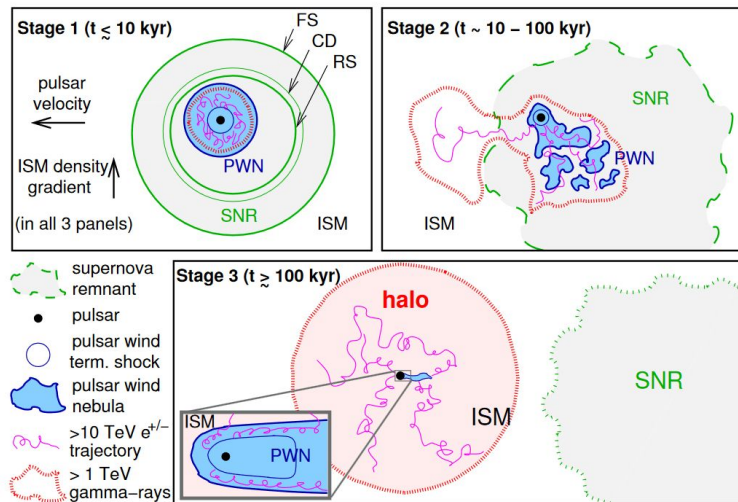 Stage 1 (t ≲ 10 kyr)
FS
CD
RS
pulsar
velocity
ISM density
gradient
(in all 3 panels)
PWN
SNR
ISM
Stage 2 (t ~ 10 − 100 kyr)
SNR
PWN
ISM
supernova
remnant
pulsar
pulsar wind
term. shock
pulsar wind
nebula
>10 TeV e+/−
trajectory
> 1 TeV
gamma−rays
Stage 3 (t ≳ 100 kyr)
halo
ISM
SNR
ISM
PWN